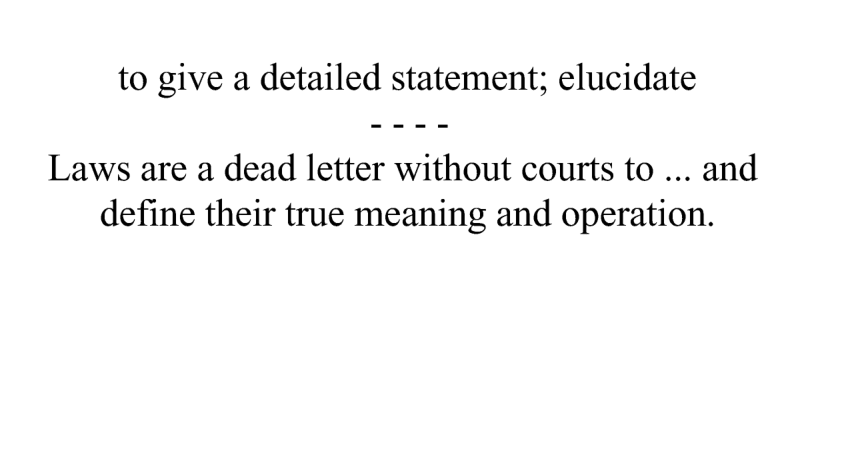 to give a detailed statement; elucidate
- - - -
Laws are a dead letter without courts to ... and
define their true meaning and operation.